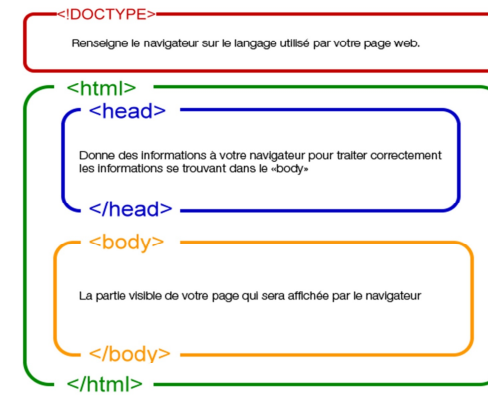 <!DOCTYPE>
Renseigne le navigateur sur le langage utilisé par votre page web.
<html>
<head>
Donne des informations à votre navigateur pour traiter correctement
les informations se trouvant dans le «body»
</head>
<body>
La partie visible de votre page qui sera affichée par le navigateur
</body>
</html>